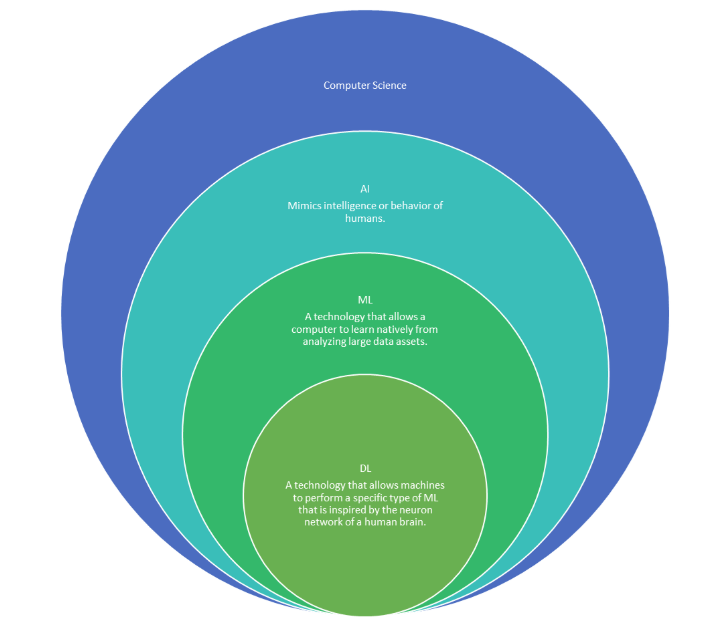 Computer Science
AI
Mimics intelligence or behavior of
humans.
ML
A technology that allows a
computer to learn natively from
analyzing large data assets.
DL
A technology that allows machines
to perform a specific type of ML
that is inspired by the neuron
network of a human brain.